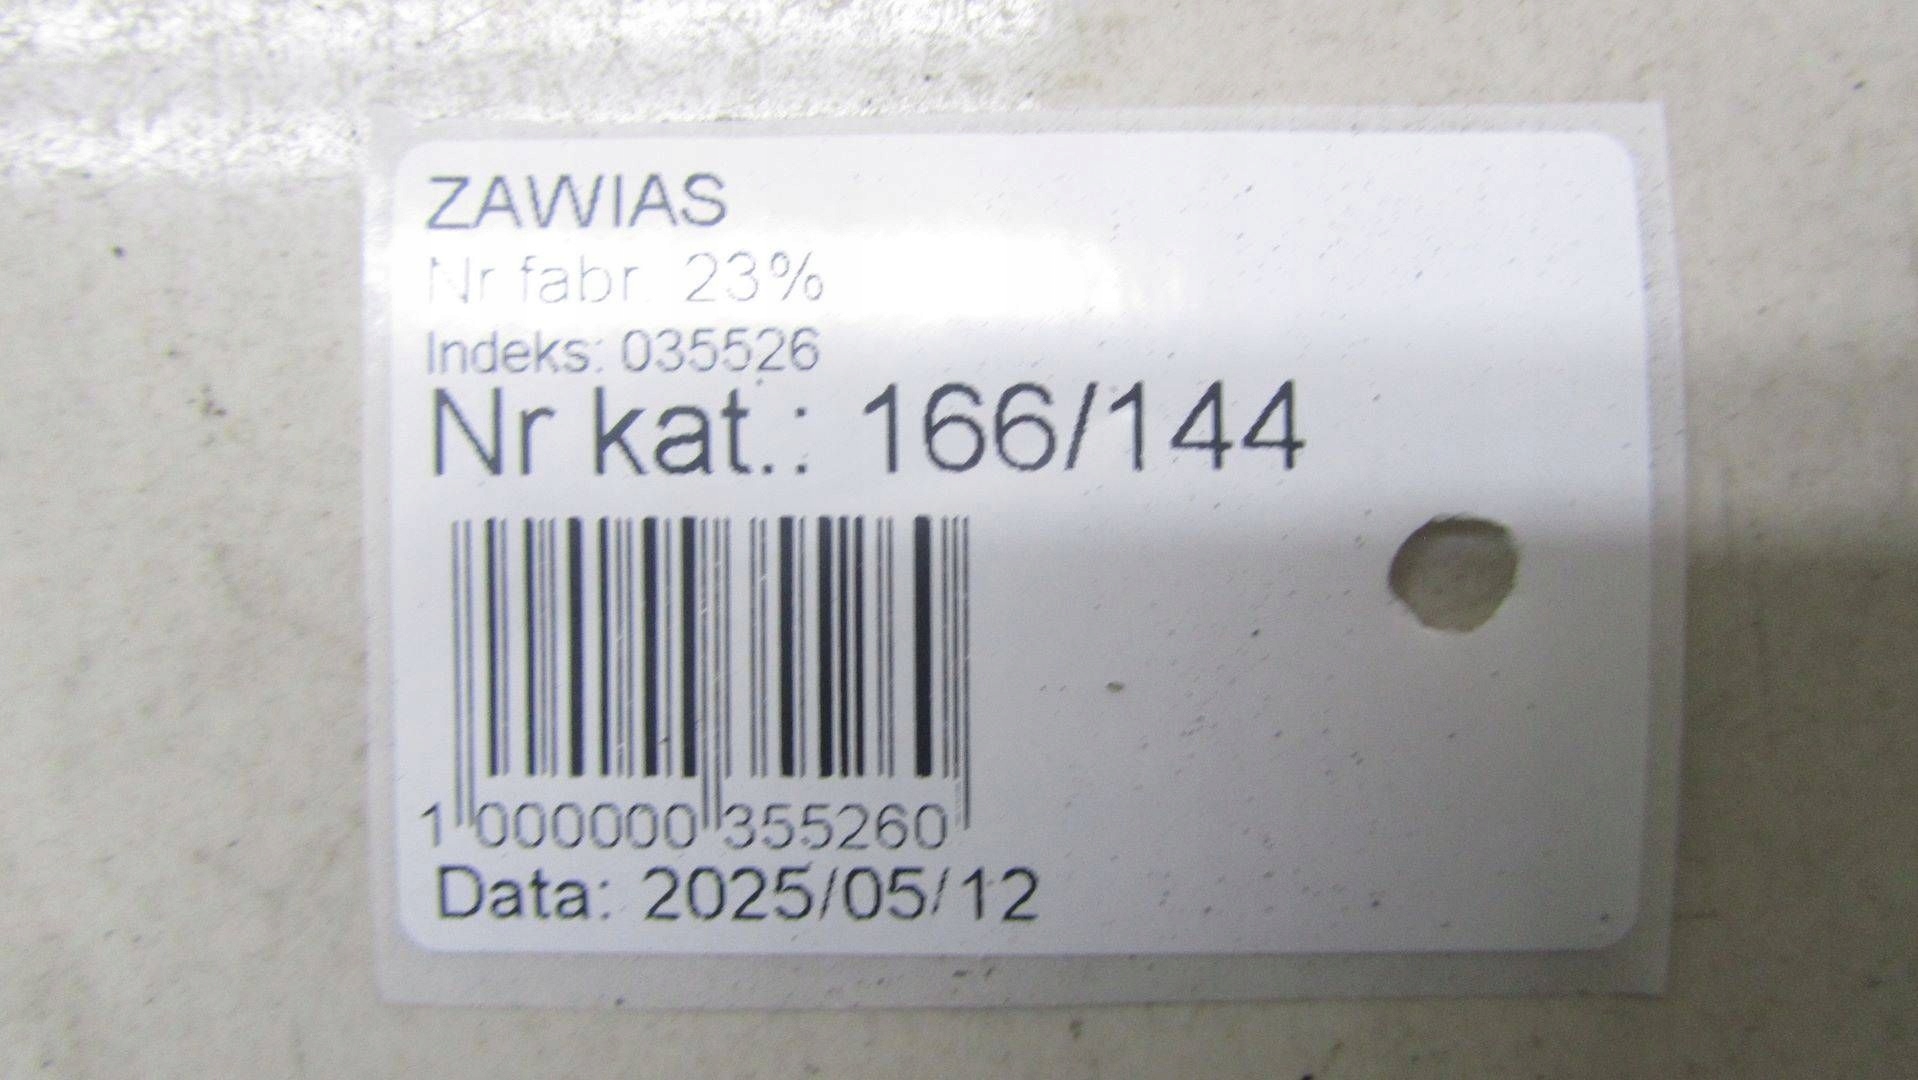 ZAWIAS
Nr fabr. 23%
Indeks: 035526
Nr kat.: 166/144
1 000000 355260
Data: 2025/05/12